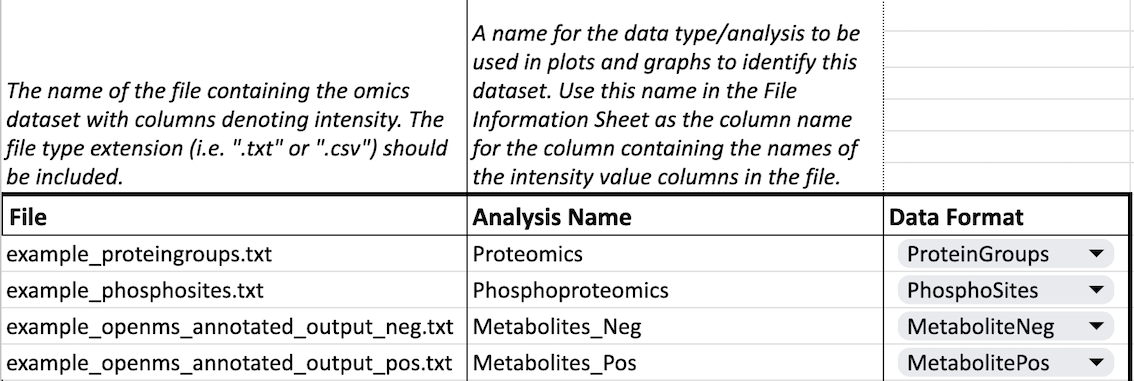 The name of the file containing the omics
dataset with columns denoting intensity. The
file type extension (i.e. ".txt" or ".csv") should
be included.
A name for the data type/analysis to be
used in plots and graphs to identify this
dataset. Use this name in the File
Information Sheet as the column name
for the column containing the names of
the intensity value columns in the file.
File Analysis Name Data Format
example_proteingroups.txt Proteomics ProteinGroups
example_phosphosites.txt Phosphoproteomics PhosphoSites
example_openms_annotated_output_neg.txt Metabolites_Neg MetaboliteNeg
example_openms_annotated_output_pos.txt Metabolites_Pos MetabolitePos